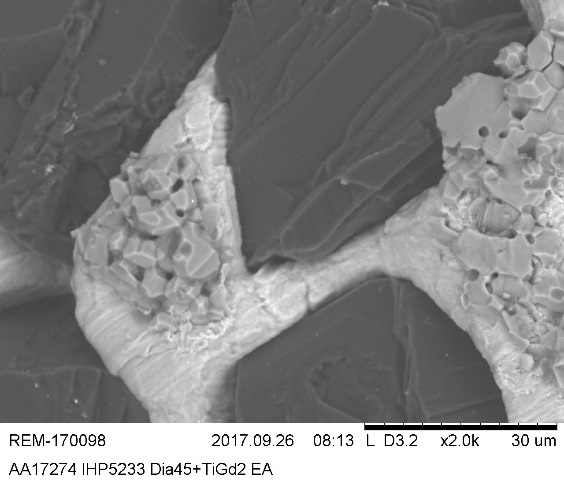 REM-170098 2017.09.26 08:13 L D3.2 x2.0k 30 um
AA17274 IHP5233 Dia45+TiGd2 EA